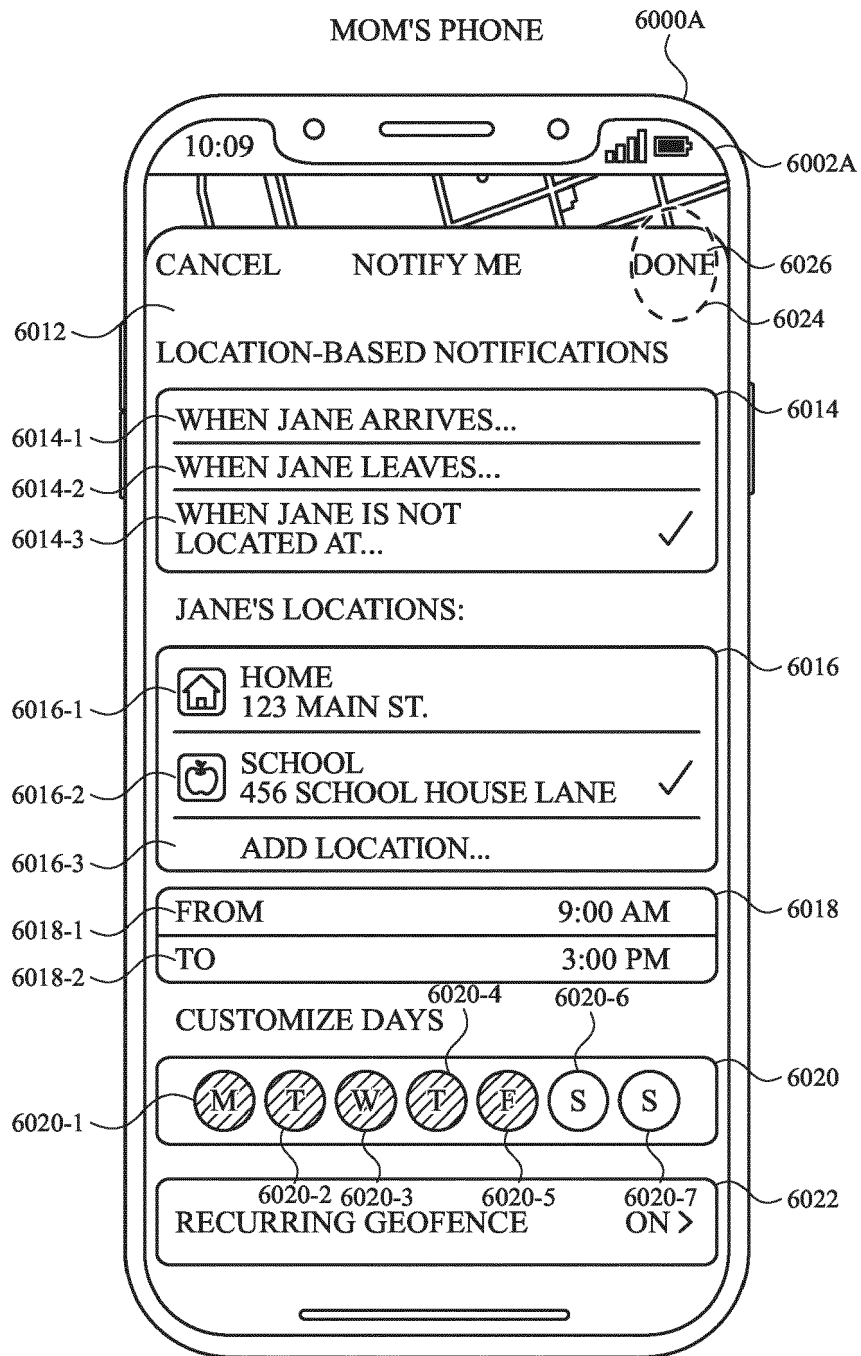 MOM'S PHONE
6000A
10:09
6002A
CANCEL NOTIFY ME DONE
6026
6024
6012
LOCATION-BASED NOTIFICATIONS
6014
6014-1 WHEN JANE ARRIVES...
6014-2 WHEN JANE LEAVES...
6014-3 WHEN JANE IS NOT
LOCATED AT...
JANE'S LOCATIONS:
6016
6016-1 HOME
123 MAIN ST.
6016-2 SCHOOL
456 SCHOOL HOUSE LANE
6016-3 ADD LOCATION...
6018
6018-1 FROM 9:00 AM
6018-2 TO 3:00 PM
6020-4 6020-6
CUSTOMIZE DAYS
6020
6020-1 M T W T F S S
6020-2 6020-3 6020-5 6020-7
6022
RECURRING GEOFENCE ON >